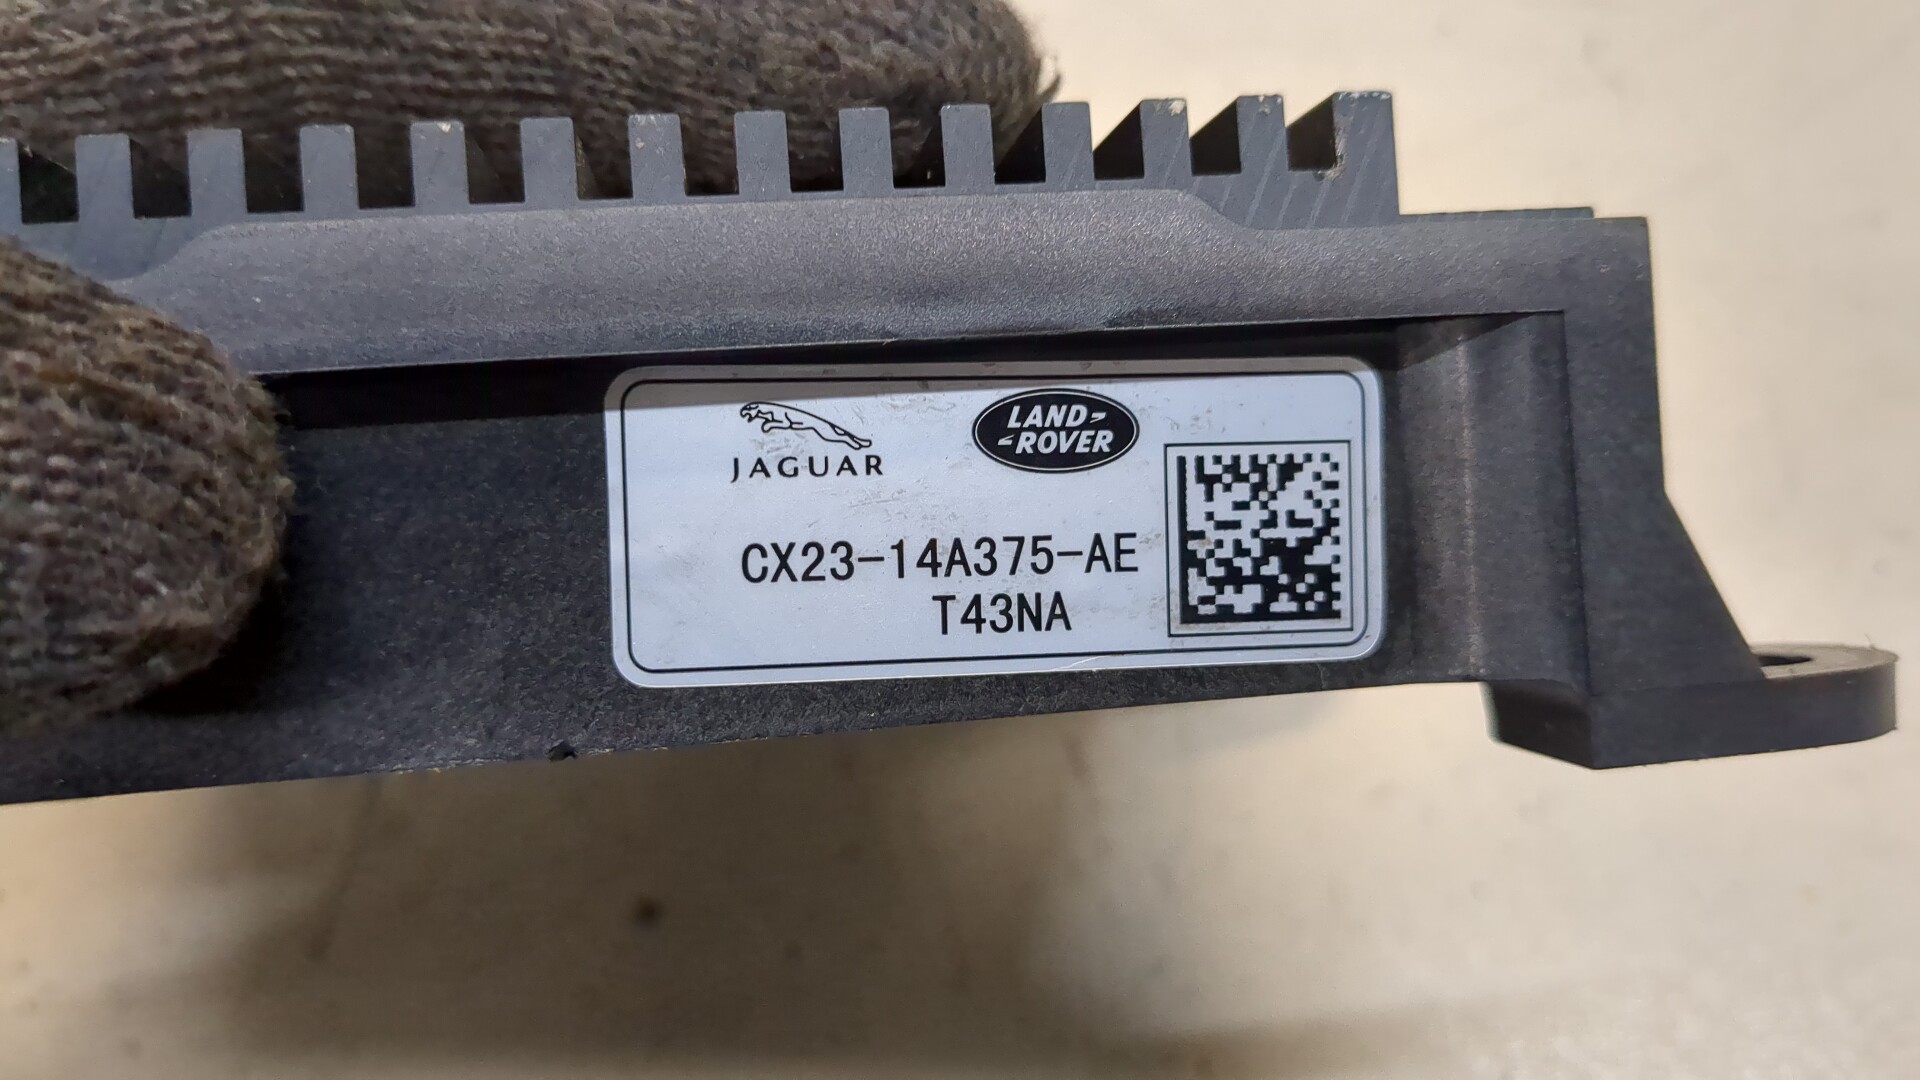 JAGUAR
LAND-
-ROVER
CX23-14A375-AE
T43NA